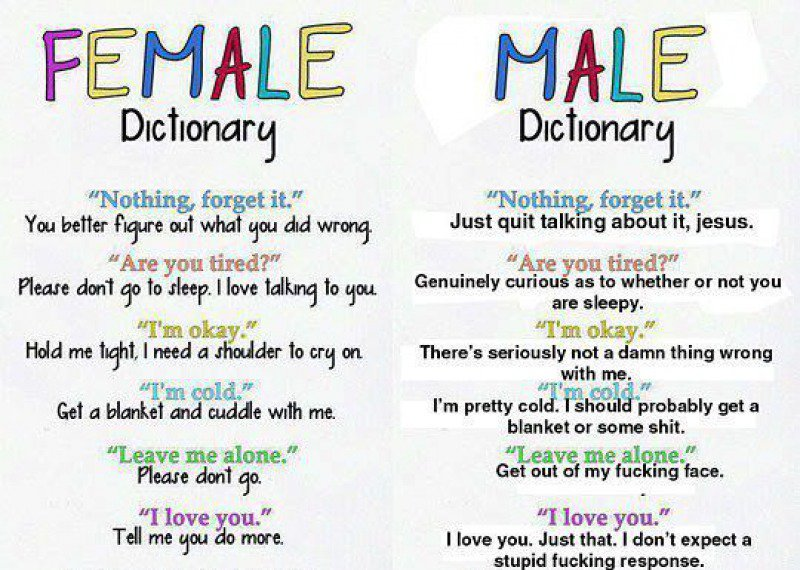 FEMALE
Dictionary
“Nothing, forget it.”
You better figure out what you did wrong.
“Are you tired?”
Please don't go to sleep. I love talking to you.
“I'm okay.”
Hold me tight, I need a shoulder to cry on.
“I'm cold.”
Get a blanket and cuddle with me.
“Leave me alone.”
Please don't go.
“I love you.”
Tell me you do more.
MALE
Dictionary
“Nothing, forget it.”
Just quit talking about it, jesus.
“Are you tired?”
Genuinely curious as to whether or not you
are sleepy.
“I'm okay.”
There's seriously not a damn thing wrong
with me.
“I'm cold.”
I'm pretty cold. I should probably get a
blanket or some shit.
“Leave me alone.”
Get out of my fucking face.
“I love you.”
I love you. Just that. I don't expect a
stupid fucking response.